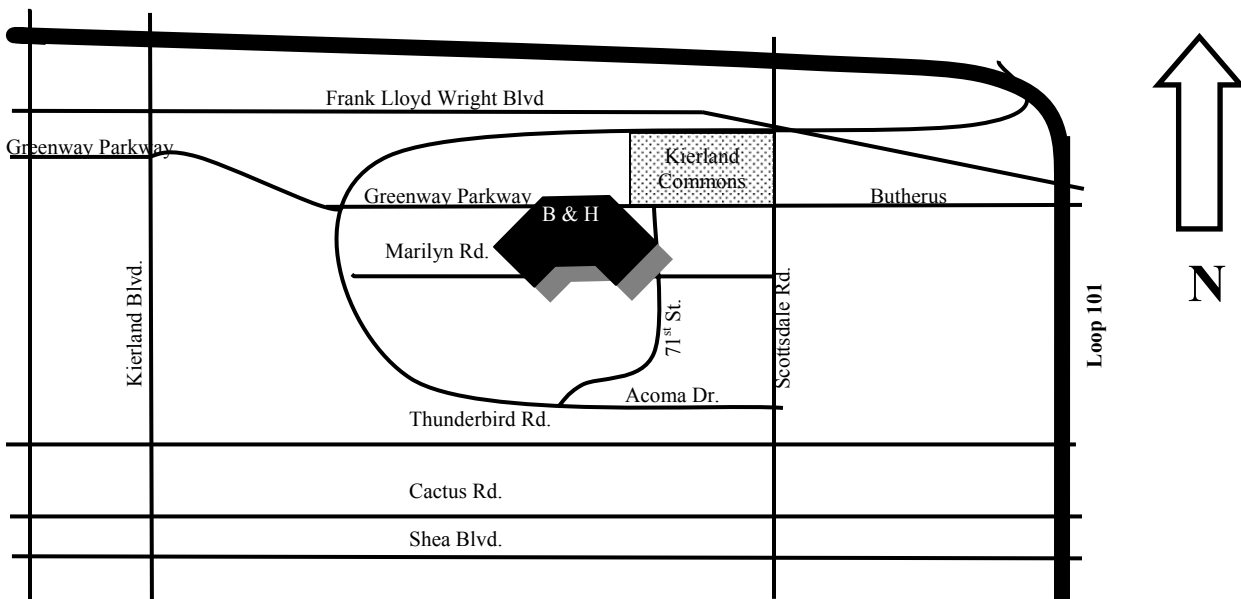 Frank Lloyd Wright Blvd
Greenway Parkway
Kierland
Commons
Greenway Parkway
Butherus
B & H
Marilyn Rd.
Kierland Blvd.
71st St.
Scottsdale Rd.
Loop 101
N
Acoma Dr.
Thunderbird Rd.
Cactus Rd.
Shea Blvd.